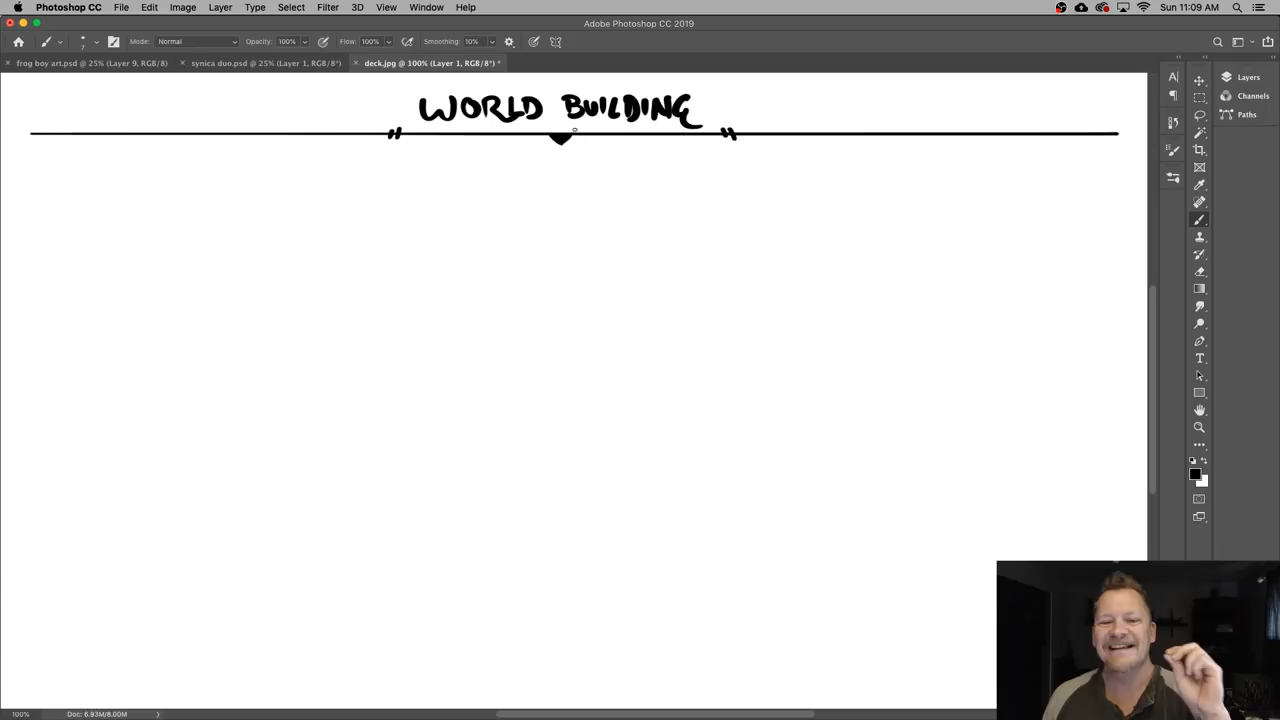 Photoshop CC File Edit Image Layer Type Select Filter 3D View Window Help Sun 11:09 AM
Adobe Photoshop CC 2019
7 Mode: Normal Opacity: 100% Flow: 100% Smoothing: 10%
frog boy art.psd @ 25% (Layer 9, RGB/8) synica duo.psd @ 25% (Layer 1, RGB/8*) deck.jpg @ 100% (Layer 1, RGB/8*) *
WORLD BUILDING
Layers
Channels
Paths
100% Doc: 6.93M/8.00M